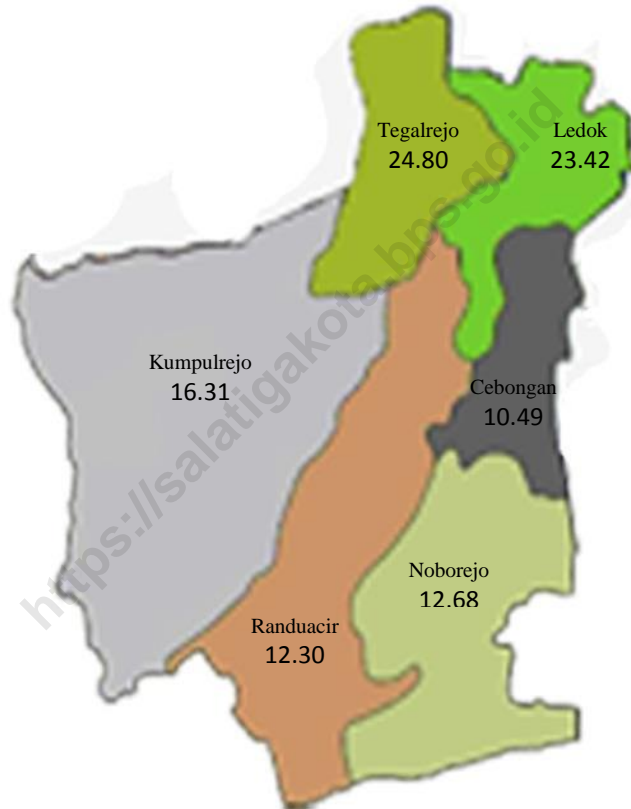 Tegalrejo
24.80
Ledok
23.42
Kumpulrejo
16.31
Cebongan
10.49
Noborejo
12.68
Randuacir
12.30
https://salatigakota.bps.go.id